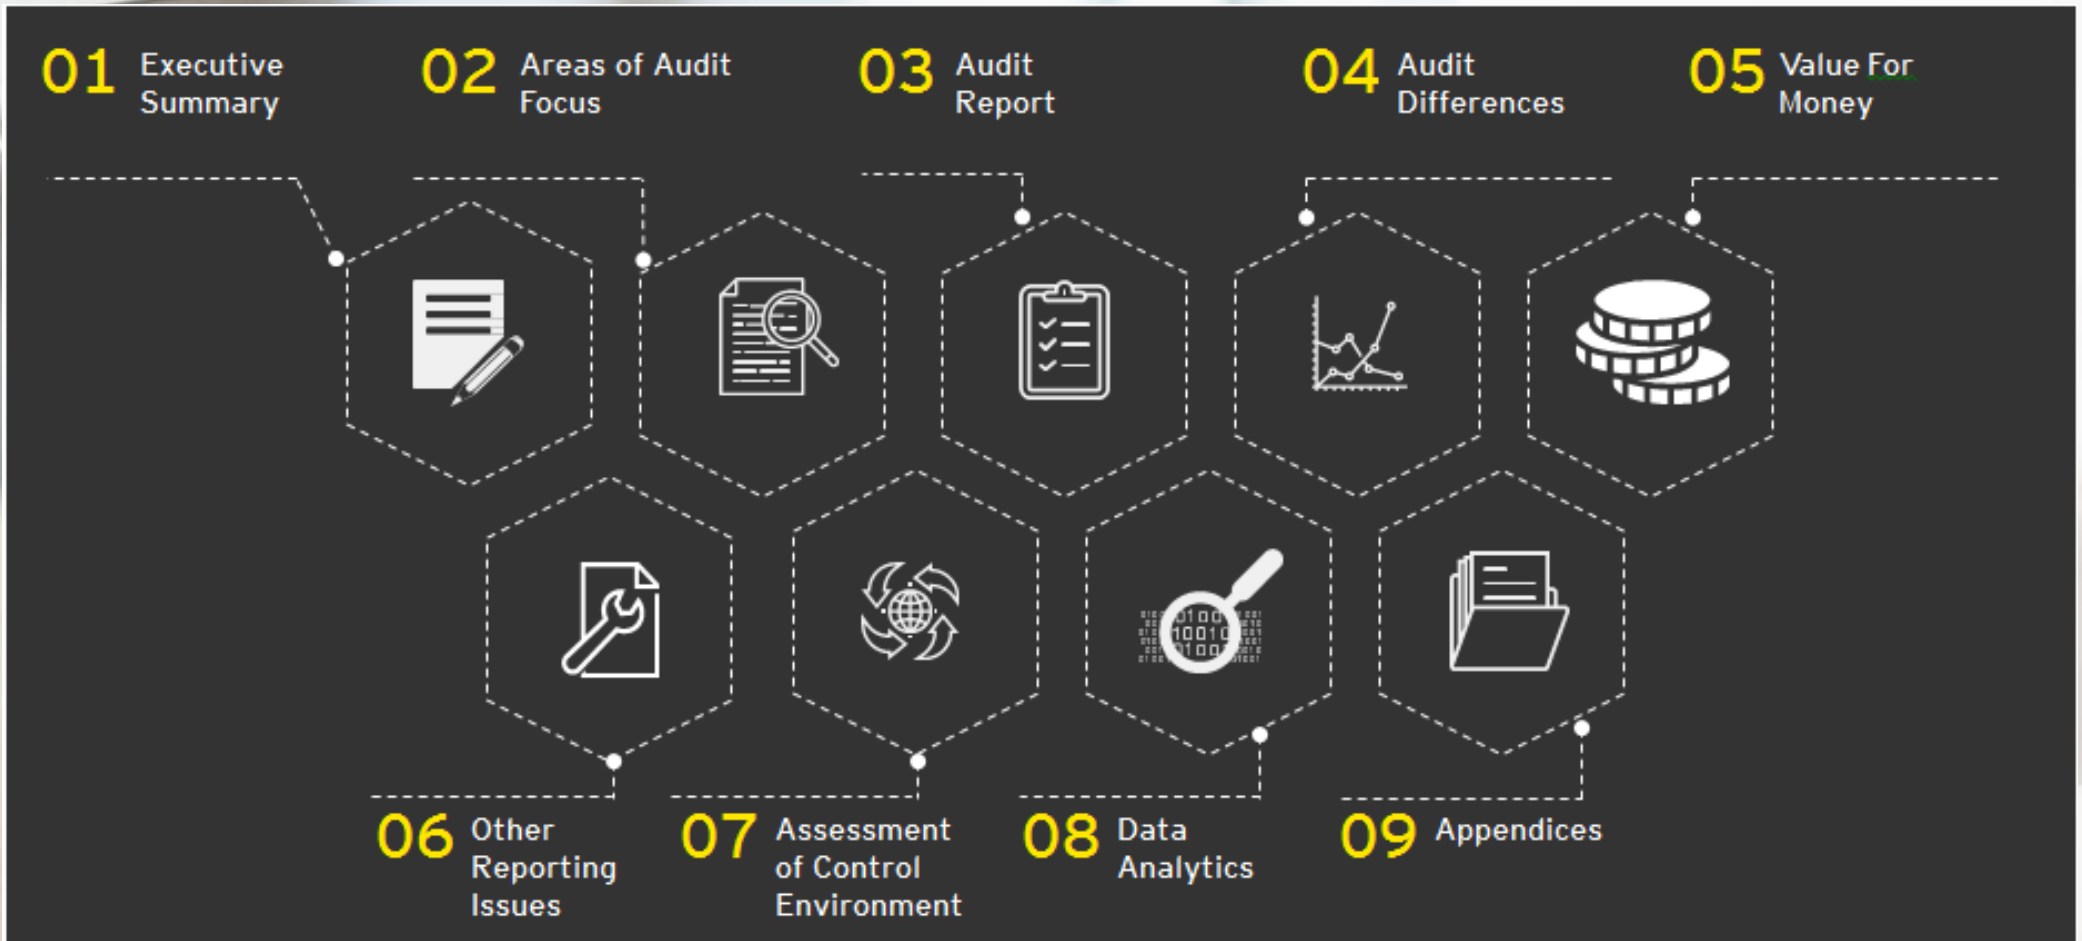 01 Executive
Summary
02 Areas of Audit
Focus
03 Audit
Report
04 Audit
Differences
05 Value For
Money
06 Other
Reporting
Issues
07 Assessment
of Control
Environment
08 Data
Analytics
09 Appendices